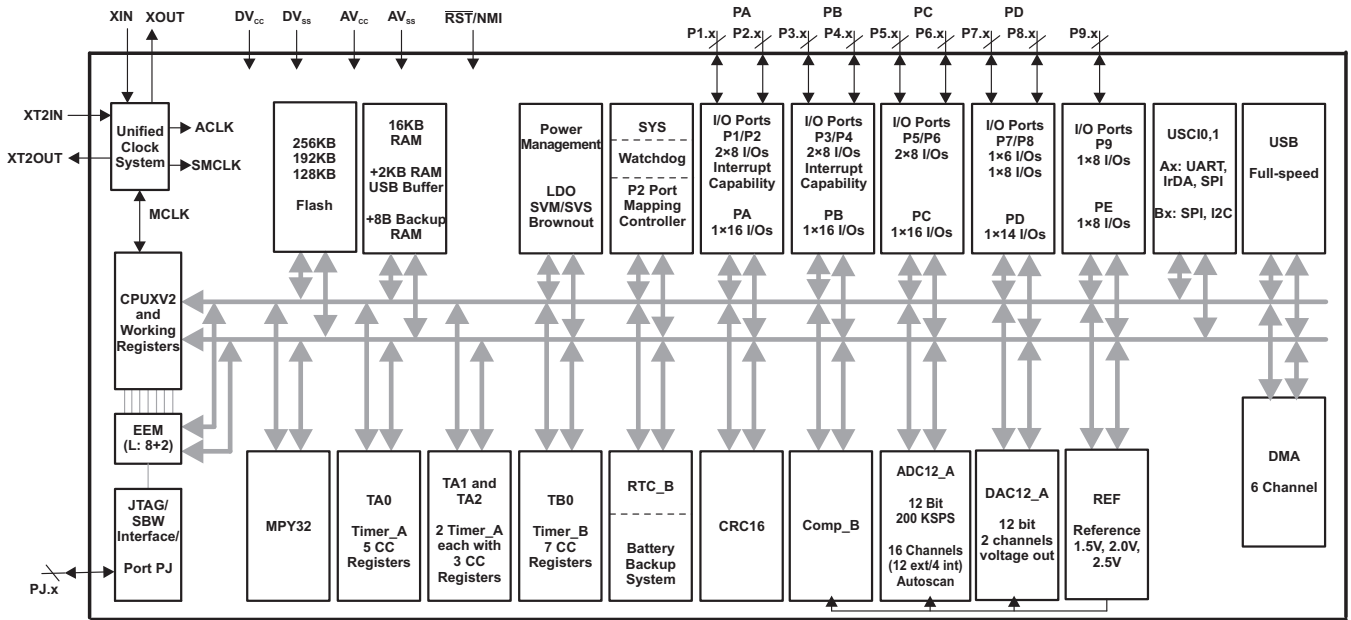 XIN
XOUT
DVCC
DVSS
AVCC
AVSS
RST/NMI
PA
PB
PC
PD
P1.x
P2.x
P3.x
P4.x
P5.x
P6.x
P7.x
P8.x
P9.x
XT2IN
XT2OUT
Unified
Clock
System
ACLK
SMCLK
MCLK
256KB
192KB
128KB
Flash
16KB
RAM
+2KB RAM
USB Buffer
+8B Backup
RAM
Power
Management
LDO
SVM/SVS
Brownout
SYS
Watchdog
P2 Port
Mapping
Controller
I/O Ports
P1/P2
2×8 I/Os
Interrupt
Capability
PA
1×16 I/Os
I/O Ports
P3/P4
2×8 I/Os
Interrupt
Capability
PB
1×16 I/Os
I/O Ports
P5/P6
2×8 I/Os
PC
1×16 I/Os
I/O Ports
P7/P8
1×6 I/Os
1×8 I/Os
PD
1×14 I/Os
I/O Ports
P9
1×8 I/Os
PE
1×8 I/Os
USCI0,1
Ax: UART,
IrDA, SPI
Bx: SPI, I2C
USB
Full-speed
CPUXV2
and
Working
Registers
EEM
(L: 8+2)
JTAG/
SBW
Interface/
Port PJ
PJ.x
MPY32
TA0
Timer_A
5 CC
Registers
TA1 and
TA2
2 Timer_A
each with
3 CC
Registers
TB0
Timer_B
7 CC
Registers
RTC_B
Battery
Backup
System
CRC16
Comp_B
ADC12_A
12 Bit
200 KSPS
16 Channels
(12 ext/4 int)
Autoscan
DAC12_A
12 bit
2 channels
voltage out
REF
Reference
1.5V, 2.0V,
2.5V
DMA
6 Channel